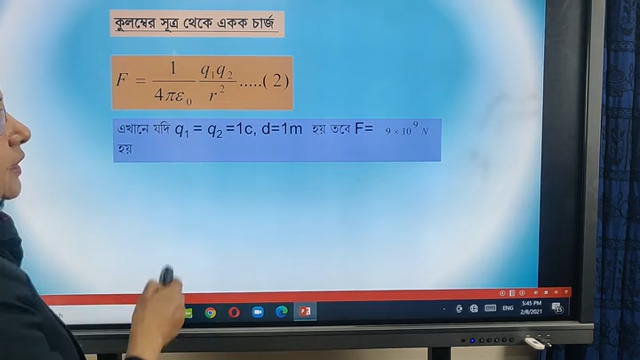 কুলম্বের সূত্র থেকে একক চার্জ
F = 1/4πε₀ q₁q₂/r² .....( 2 )
এখানে যদি q₁ = q₂ =1c, d=1m হয় তবে F= 9 × 10⁹ N
হয়
ENG
5:45 PM
2/8/2021